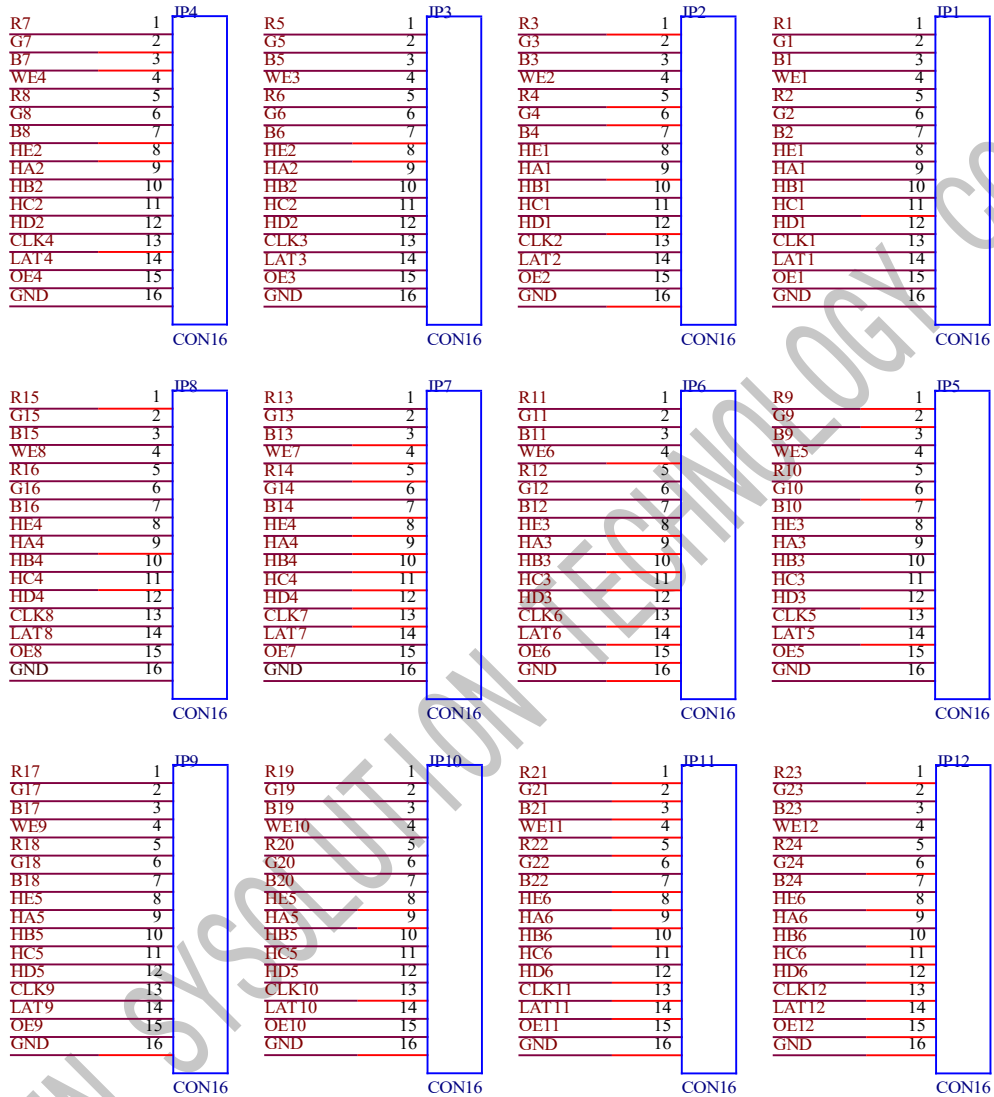 JP4
R7 1
G7 2
B7 3
WE4 4
R8 5
G8 6
B8 7
HE2 8
HA2 9
HB2 10
HC2 11
HD2 12
CLK4 13
LAT4 14
OE4 15
GND 16
CON16
JP3
R5 1
G5 2
B5 3
WE3 4
R6 5
G6 6
B6 7
HE2 8
HA2 9
HB2 10
HC2 11
HD2 12
CLK3 13
LAT3 14
OE3 15
GND 16
CON16
JP2
R3 1
G3 2
B3 3
WE2 4
R4 5
G4 6
B4 7
HE1 8
HA1 9
HB1 10
HC1 11
HD1 12
CLK2 13
LAT2 14
OE2 15
GND 16
CON16
JP1
R1 1
G1 2
B1 3
WE1 4
R2 5
G2 6
B2 7
HE1 8
HA1 9
HB1 10
HC1 11
HD1 12
CLK1 13
LAT1 14
OE1 15
GND 16
CON16
JP8
R15 1
G15 2
B15 3
WE8 4
R16 5
G16 6
B16 7
HE4 8
HA4 9
HB4 10
HC4 11
HD4 12
CLK8 13
LAT8 14
OE8 15
GND 16
CON16
JP7
R13 1
G13 2
B13 3
WE7 4
R14 5
G14 6
B14 7
HE4 8
HA4 9
HB4 10
HC4 11
HD4 12
CLK7 13
LAT7 14
OE7 15
GND 16
CON16
JP6
R11 1
G11 2
B11 3
WE6 4
R12 5
G12 6
B12 7
HE3 8
HA3 9
HB3 10
HC3 11
HD3 12
CLK6 13
LAT6 14
OE6 15
GND 16
CON16
JP5
R9 1
G9 2
B9 3
WE5 4
R10 5
G10 6
B10 7
HE3 8
HA3 9
HB3 10
HC3 11
HD3 12
CLK5 13
LAT5 14
OE5 15
GND 16
CON16
JP9
R17 1
G17 2
B17 3
WE9 4
R18 5
G18 6
B18 7
HE5 8
HA5 9
HB5 10
HC5 11
HD5 12
CLK9 13
LAT9 14
OE9 15
GND 16
CON16
JP10
R19 1
G19 2
B19 3
WE10 4
R20 5
G20 6
B20 7
HE5 8
HA5 9
HB5 10
HC5 11
HD5 12
CLK10 13
LAT10 14
OE10 15
GND 16
CON16
JP11
R21 1
G21 2
B21 3
WE11 4
R22 5
G22 6
B22 7
HE6 8
HA6 9
HB6 10
HC6 11
HD6 12
CLK11 13
LAT11 14
OE11 15
GND 16
CON16
JP12
R23 1
G23 2
B23 3
WE12 4
R24 5
G24 6
B24 7
HE6 8
HA6 9
HB6 10
HC6 11
HD6 12
CLK12 13
LAT12 14
OE12 15
GND 16
CON16
SYSOLUTION TECHNOLOGY